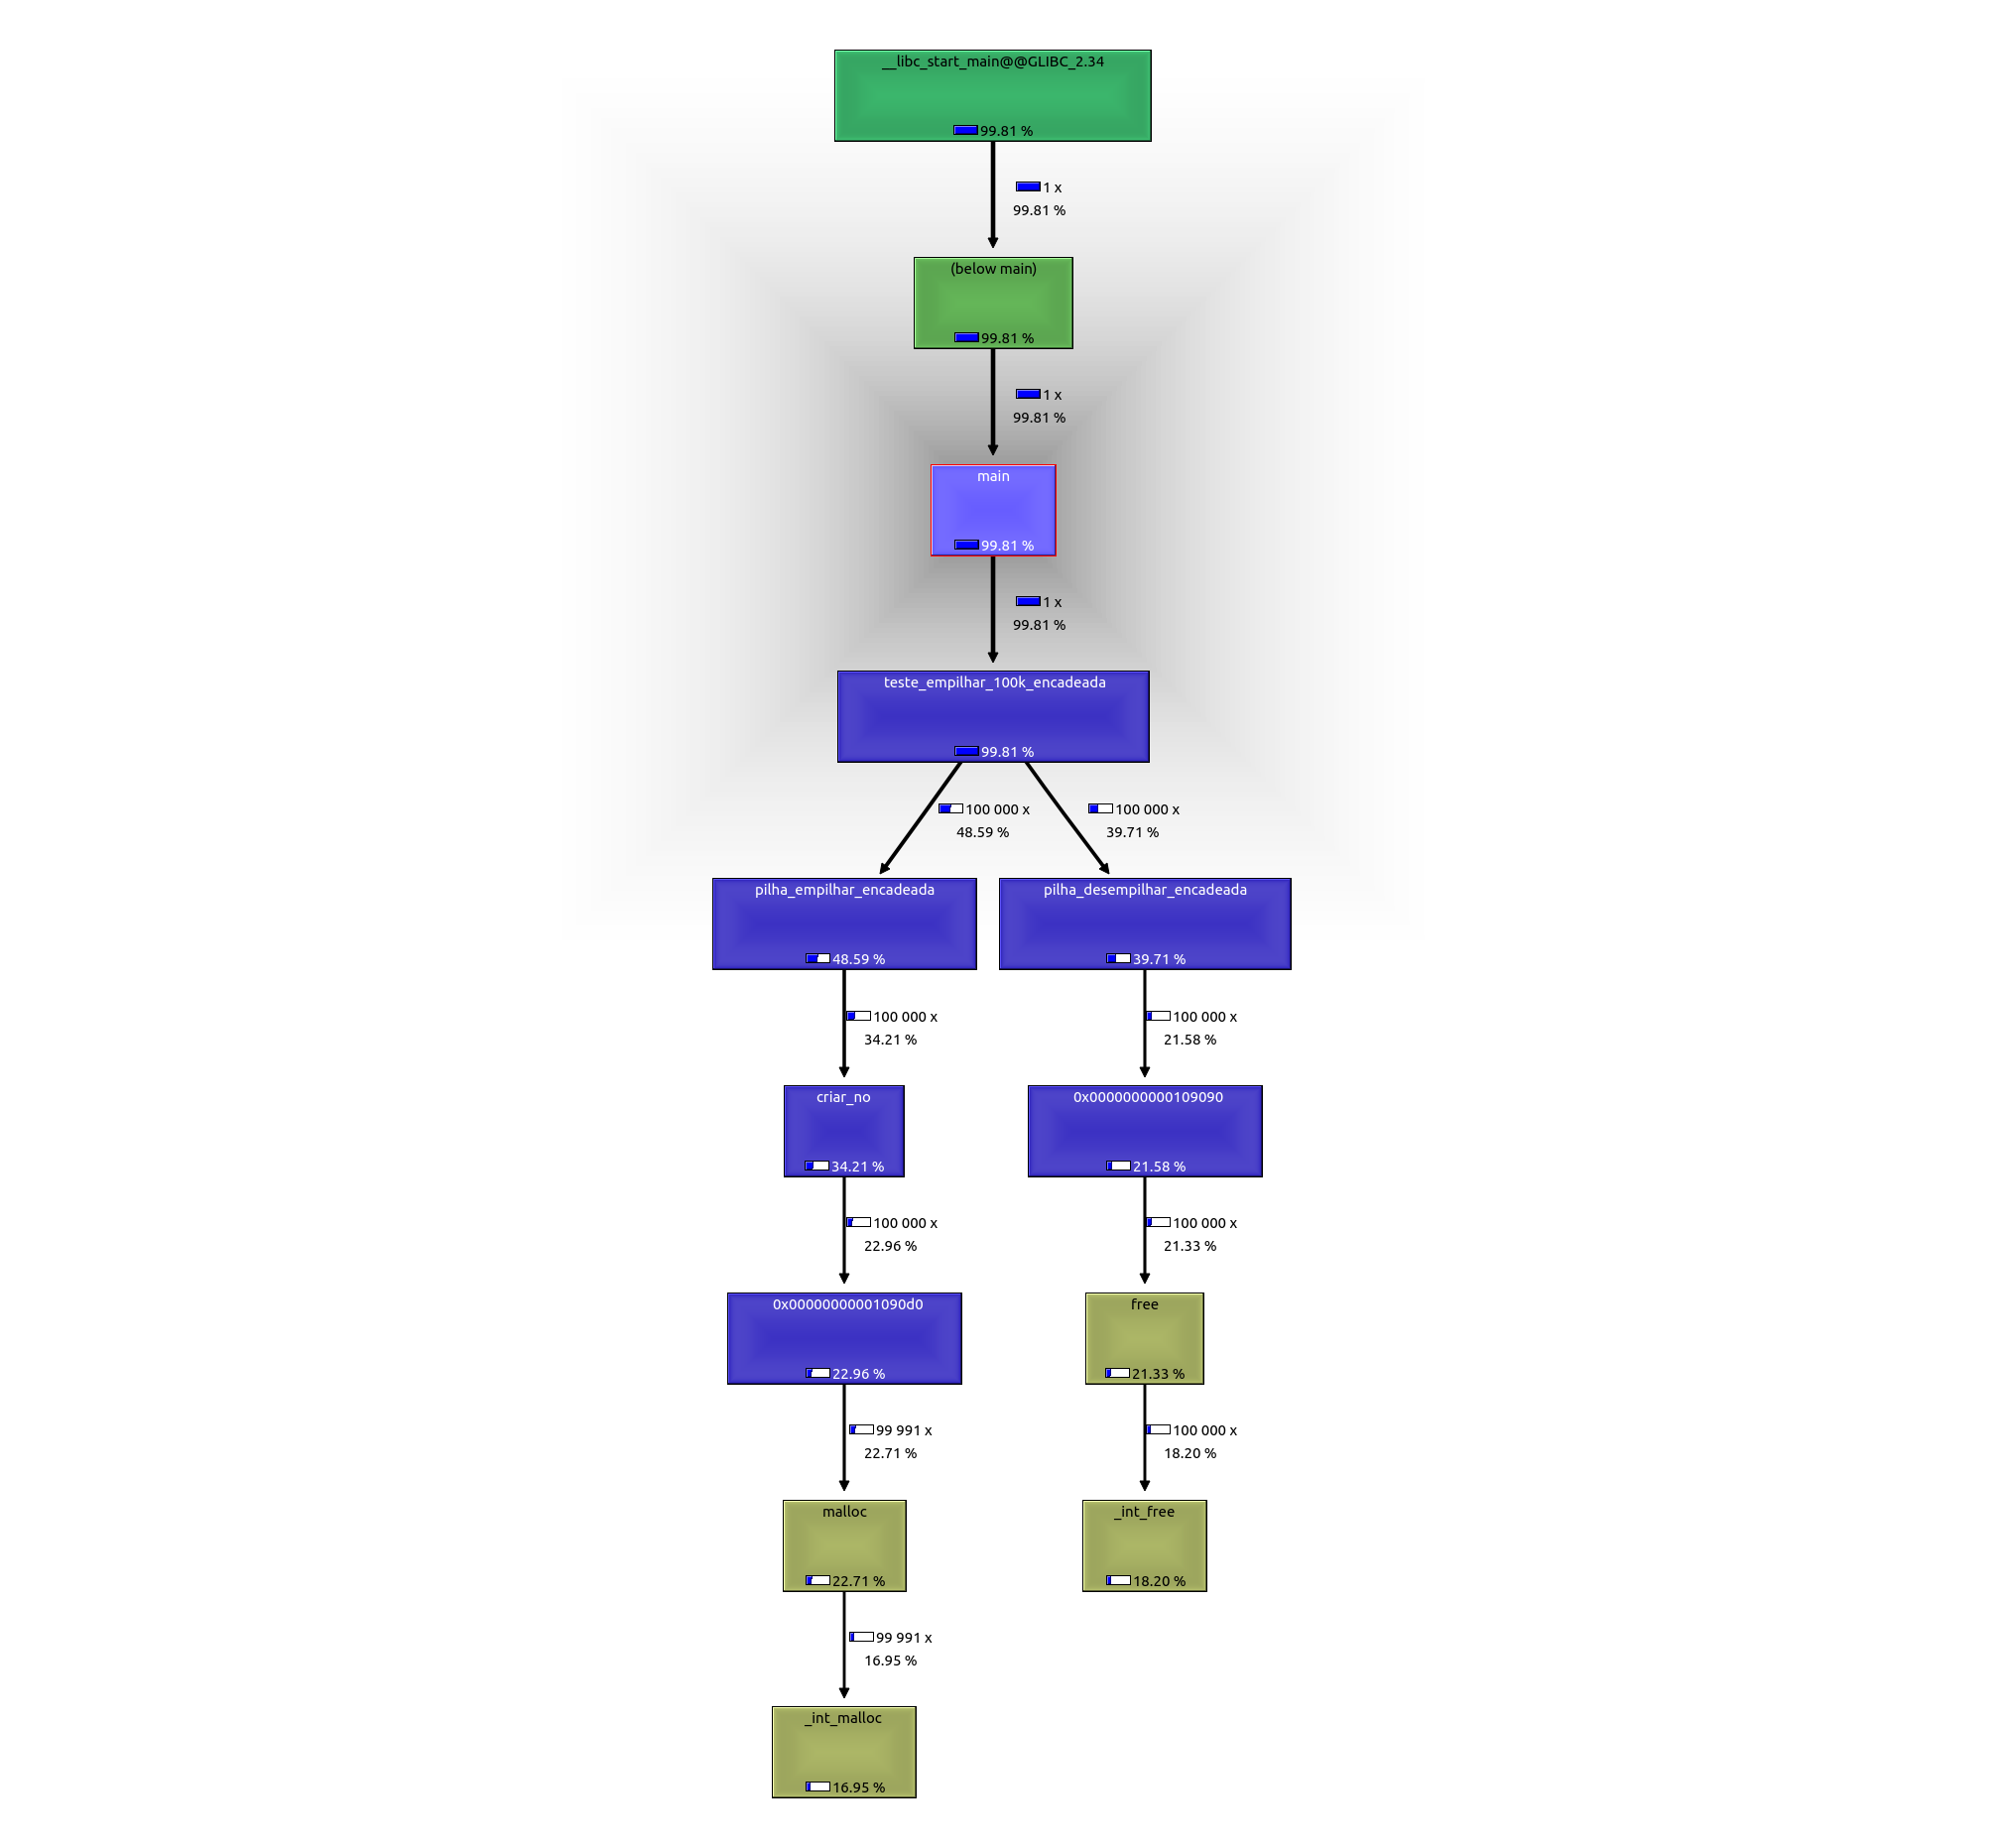 __libc_start_main@@GLIBC_2.34
99.81 %
1 x
99.81 %
(below main)
99.81 %
1 x
99.81 %
main
99.81 %
1 x
99.81 %
teste_empilhar_100k_encadeada
99.81 %
100 000 x
48.59 %
100 000 x
39.71 %
pilha_empilhar_encadeada
48.59 %
pilha_desempilhar_encadeada
39.71 %
100 000 x
34.21 %
100 000 x
21.58 %
criar_no
34.21 %
0x0000000000109090
21.58 %
100 000 x
22.96 %
100 000 x
21.33 %
0x00000000001090d0
22.96 %
free
21.33 %
99 991 x
22.71 %
100 000 x
18.20 %
malloc
22.71 %
_int_free
18.20 %
99 991 x
16.95 %
_int_malloc
16.95 %